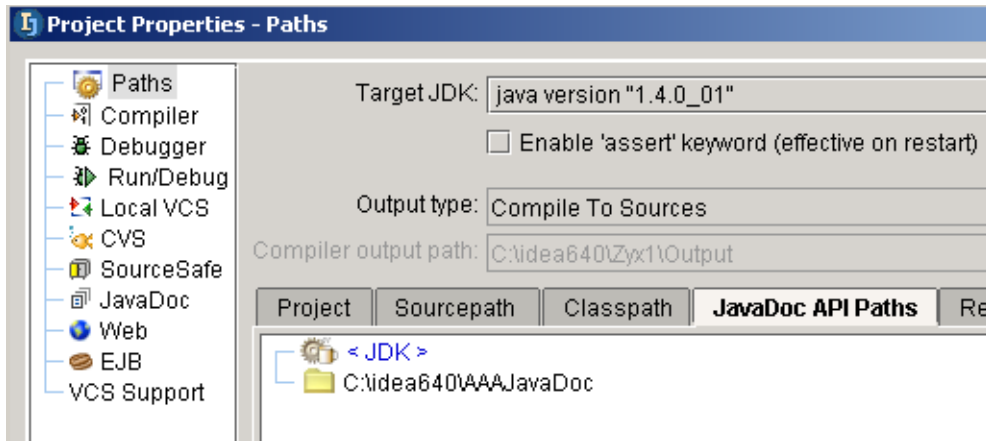 Project Properties - Paths
Paths
Compiler
Debugger
Run/Debug
Local VCS
CVS
SourceSafe
JavaDoc
Web
EJB
VCS Support
Target JDK: java version "1.4.0_01"
Enable 'assert' keyword (effective on restart)
Output type: Compile To Sources
Compiler output path: C:\idea640\Zyx1\Output
Project Sourcepath Classpath JavaDoc API Paths Re
< JDK >
C:\idea640\AAAJavaDoc